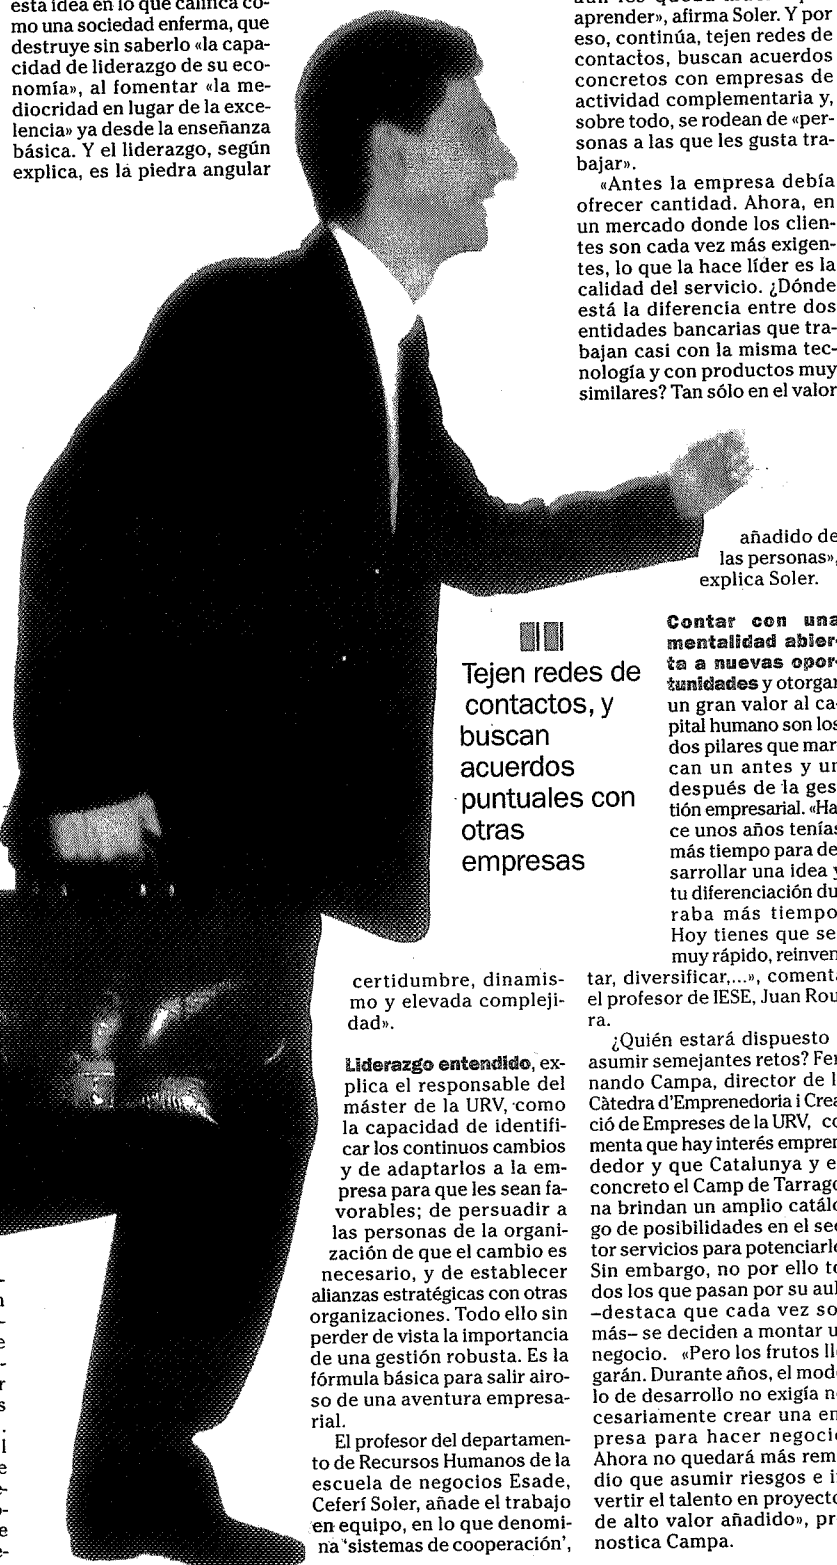 esta idea en lo que califica co-
mo una sociedad enferma, que
destruye sin saberlo «la capa-
cidad de liderazgo de su eco-
nomía», al fomentar «la me-
diocridad en lugar de la exce-
lencia» ya desde la enseñanza
básica. Y el liderazgo, según
explica, es la piedra angular
certidumbre, dinamis-
mo y elevada compleji-
dad».
Liderazgo entendido, ex-
plica el responsable del
máster de la URV, como
la capacidad de identifi-
car los continuos cambios
y de adaptarlos a la em-
presa para que les sean fa-
vorables; de persuadir a
las personas de la organi-
zación de que el cambio es
necesario, y de establecer
alianzas estratégicas con otras
organizaciones. Todo ello sin
perder de vista la importancia
de una gestión robusta. Es la
fórmula básica para salir airo-
so de una aventura empresa-
rial.
El profesor del departamen-
to de Recursos Humanos de la
escuela de negocios Esade,
Ceferí Soler, añade el trabajo
en equipo, en lo que denomi-
na 'sistemas de cooperación',
Tejen redes de
contactos, y
buscan
acuerdos
puntuales con
otras
empresas
aprender», afirma Soler. Y por
eso, continúa, tejen redes de
contactos, buscan acuerdos
concretos con empresas de
actividad complementaria y,
sobre todo, se rodean de «per-
sonas a las que les gusta tra-
bajar».
«Antes la empresa debía
ofrecer cantidad. Ahora, en
un mercado donde los clien-
tes son cada vez más exigen-
tes, lo que la hace líder es la
calidad del servicio. ¿Dónde
está la diferencia entre dos
entidades bancarias que tra-
bajan casi con la misma tec-
nología y con productos muy
similares? Tan sólo en el valor
añadido de
las personas»,
explica Soler.
Contar con una
mentalidad abier-
ta a nuevas opor-
tunidades y otorgar
un gran valor al ca-
pital humano son los
dos pilares que mar
can un antes y un
después de la ges
tión empresarial. «Ha
ce unos años tenías
más tiempo para de
sarrollar una idea y
tu diferenciación du
raba más tiempo
Hoy tienes que se
muy rápido, reinven
tar, diversificar,...», coment
el profesor de IESE, Juan Rou
ra.
¿Quién estará dispuesto
asumir semejantes retos? Fer
nando Campa, director de l
Càtedra d'Emprenedoria i Crea
ció de Empreses de la URV, co
menta que hay interés empren
dedor y que Catalunya y e
concreto el Camp de Tarrago
na brindan un amplio catálo
go de posibilidades en el sec
tor servicios para potenciarlo
Sin embargo, no por ello to
dos los que pasan por su aul
–destaca que cada vez so
más– se deciden a montar u
negocio. «Pero los frutos lle
garán. Durante años, el mode
lo de desarrollo no exigía ne
cesariamente crear una em
presa para hacer negocio
Ahora no quedará más reme
dio que asumir riesgos e in
vertir el talento en proyecto
de alto valor añadido», pr
nostica Campa.